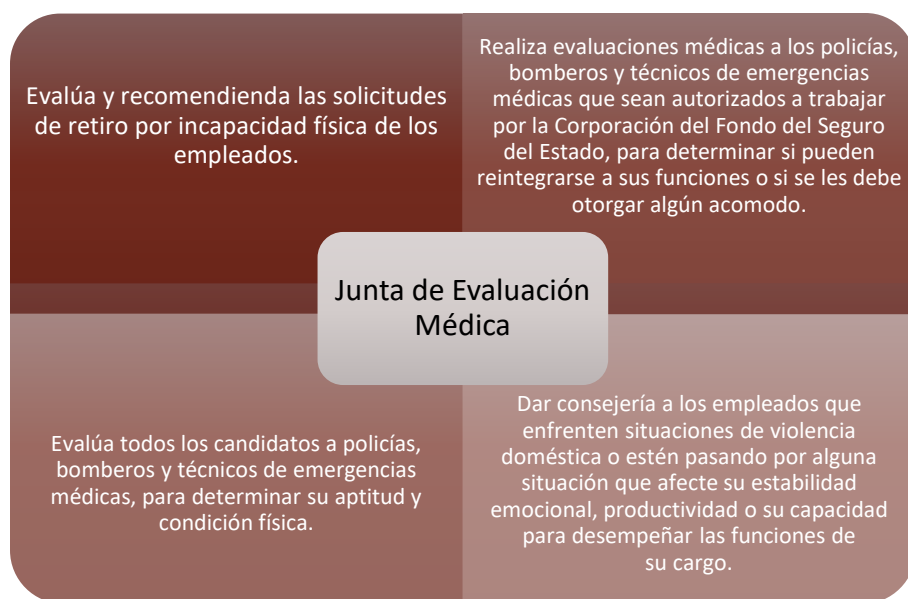 Evalúa y recomendienda las solicitudes
de retiro por incapacidad física de los
empleados.
Realiza evaluaciones médicas a los policías,
bomberos y técnicos de emergencias
médicas que sean autorizados a trabajar
por la Corporación del Fondo del Seguro
del Estado, para determinar si pueden
reintegrarse a sus funciones o si se les debe
otorgar algún acomodo.
Junta de Evaluación
Médica
Evalúa todos los candidatos a policías,
bomberos y técnicos de emergencias
médicas, para determinar su aptitud y
condición física.
Dar consejería a los empleados que
enfrenten situaciones de violencia
doméstica o estén pasando por alguna
situación que afecte su estabilidad
emocional, productividad o su capacidad
para desempeñar las funciones de
su cargo.